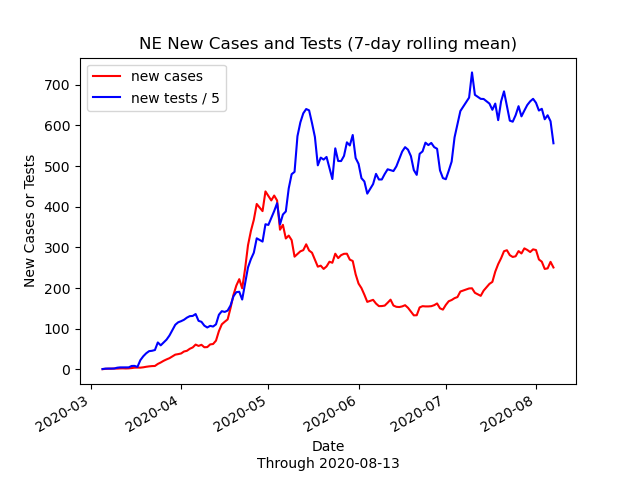 NE New Cases and Tests (7-day rolling mean)
new cases
new tests / 5
New Cases or Tests
700
600
500
400
300
200
100
0
2020-03
2020-04
2020-05
2020-06
2020-07
2020-08
Date
Through 2020-08-13